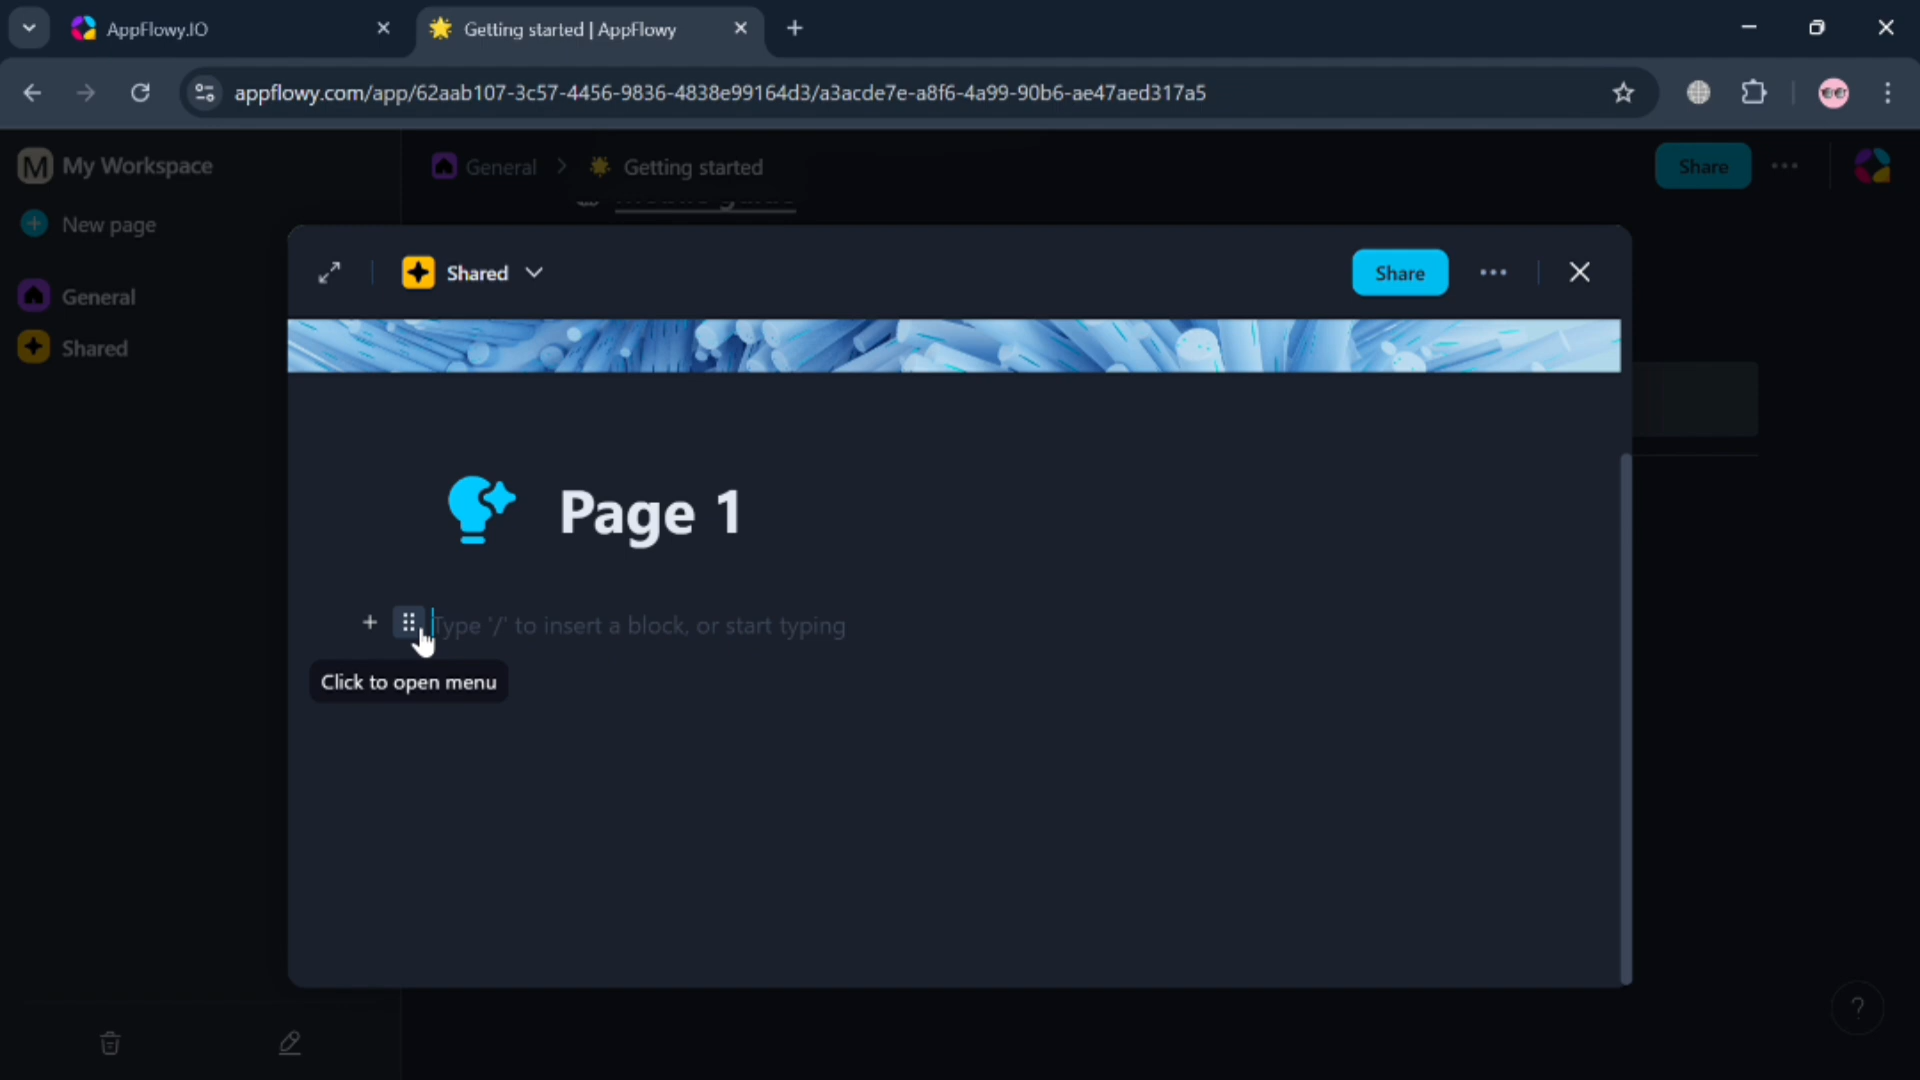 AppFlowy.IO
Getting started | AppFlowy
appflowy.com/app/62aab107-3c57-4456-9836-4838e99164d3/a3acde7e-a8f6-4a99-90b6-ae47aed317a5
M My Workspace
General > Getting started
Share
New page
General
Shared
Shared
Share
Page 1
Type '/' to insert a block, or start typing
Click to open menu
?